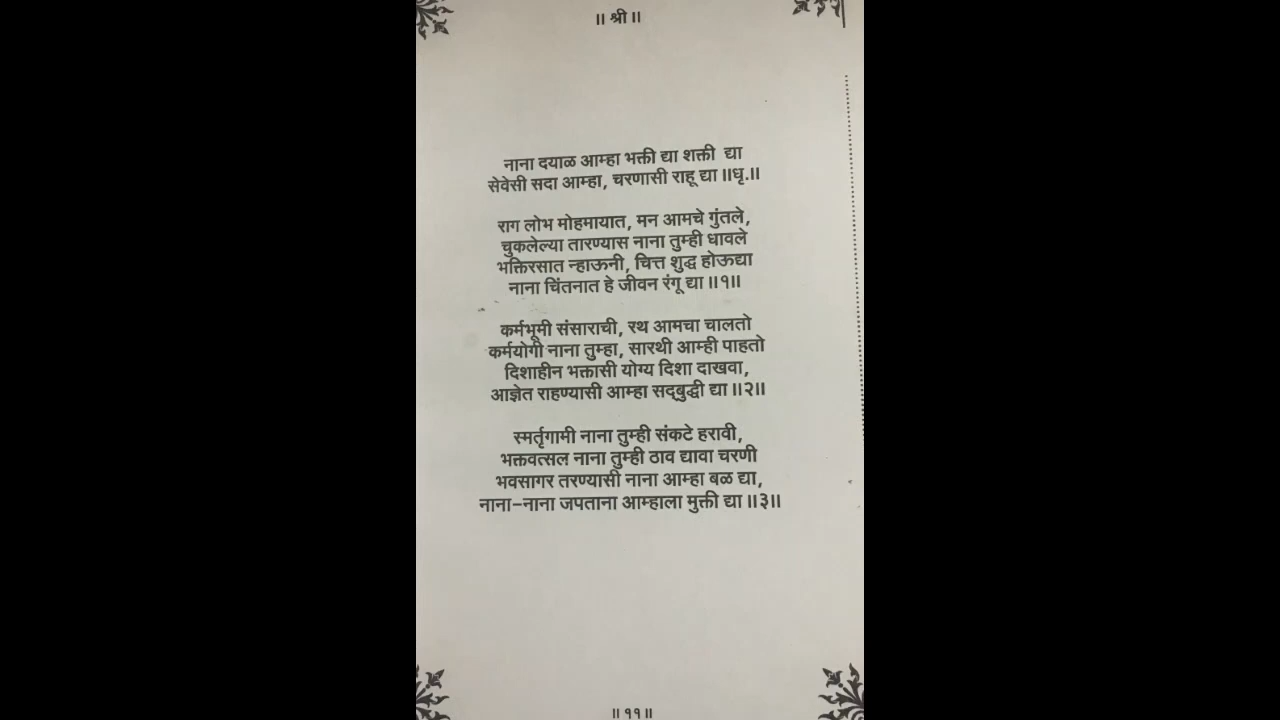 ॥ श्री ॥
नाना दयाळ आम्हा भक्ती द्या शक्ती द्या
सेवेसी सदा आम्हा, चरणासी राहू द्या ॥धृ.॥
राग लोभ मोहमायात, मन आमचे गुंतले,
चुकलेल्या तारण्यास नाना तुम्ही धावले
भक्तिरसात न्हाऊनी, चित्त शुद्ध होऊद्या
नाना चिंतनात हे जीवन रंगू द्या ॥१॥
कर्मभूमी संसाराची, रथ आमचा चालतो
कर्मयोगी नाना तुम्हा, सारथी आम्ही पाहतो
दिशाहीन भक्तासी योग्य दिशा दाखवा,
आज्ञेत राहण्यासी आम्हा सद्‌बुद्धी द्या ॥२॥
स्मर्तृगामी नाना तुम्ही संकटे हरावी,
भक्तवत्सल नाना तुम्ही ठाव द्यावा चरणी
भवसागर तरण्यासी नाना आम्हा बळ द्या,
नाना-नाना जपताना आम्हाला मुक्ती द्या ॥३॥
॥ ११ ॥